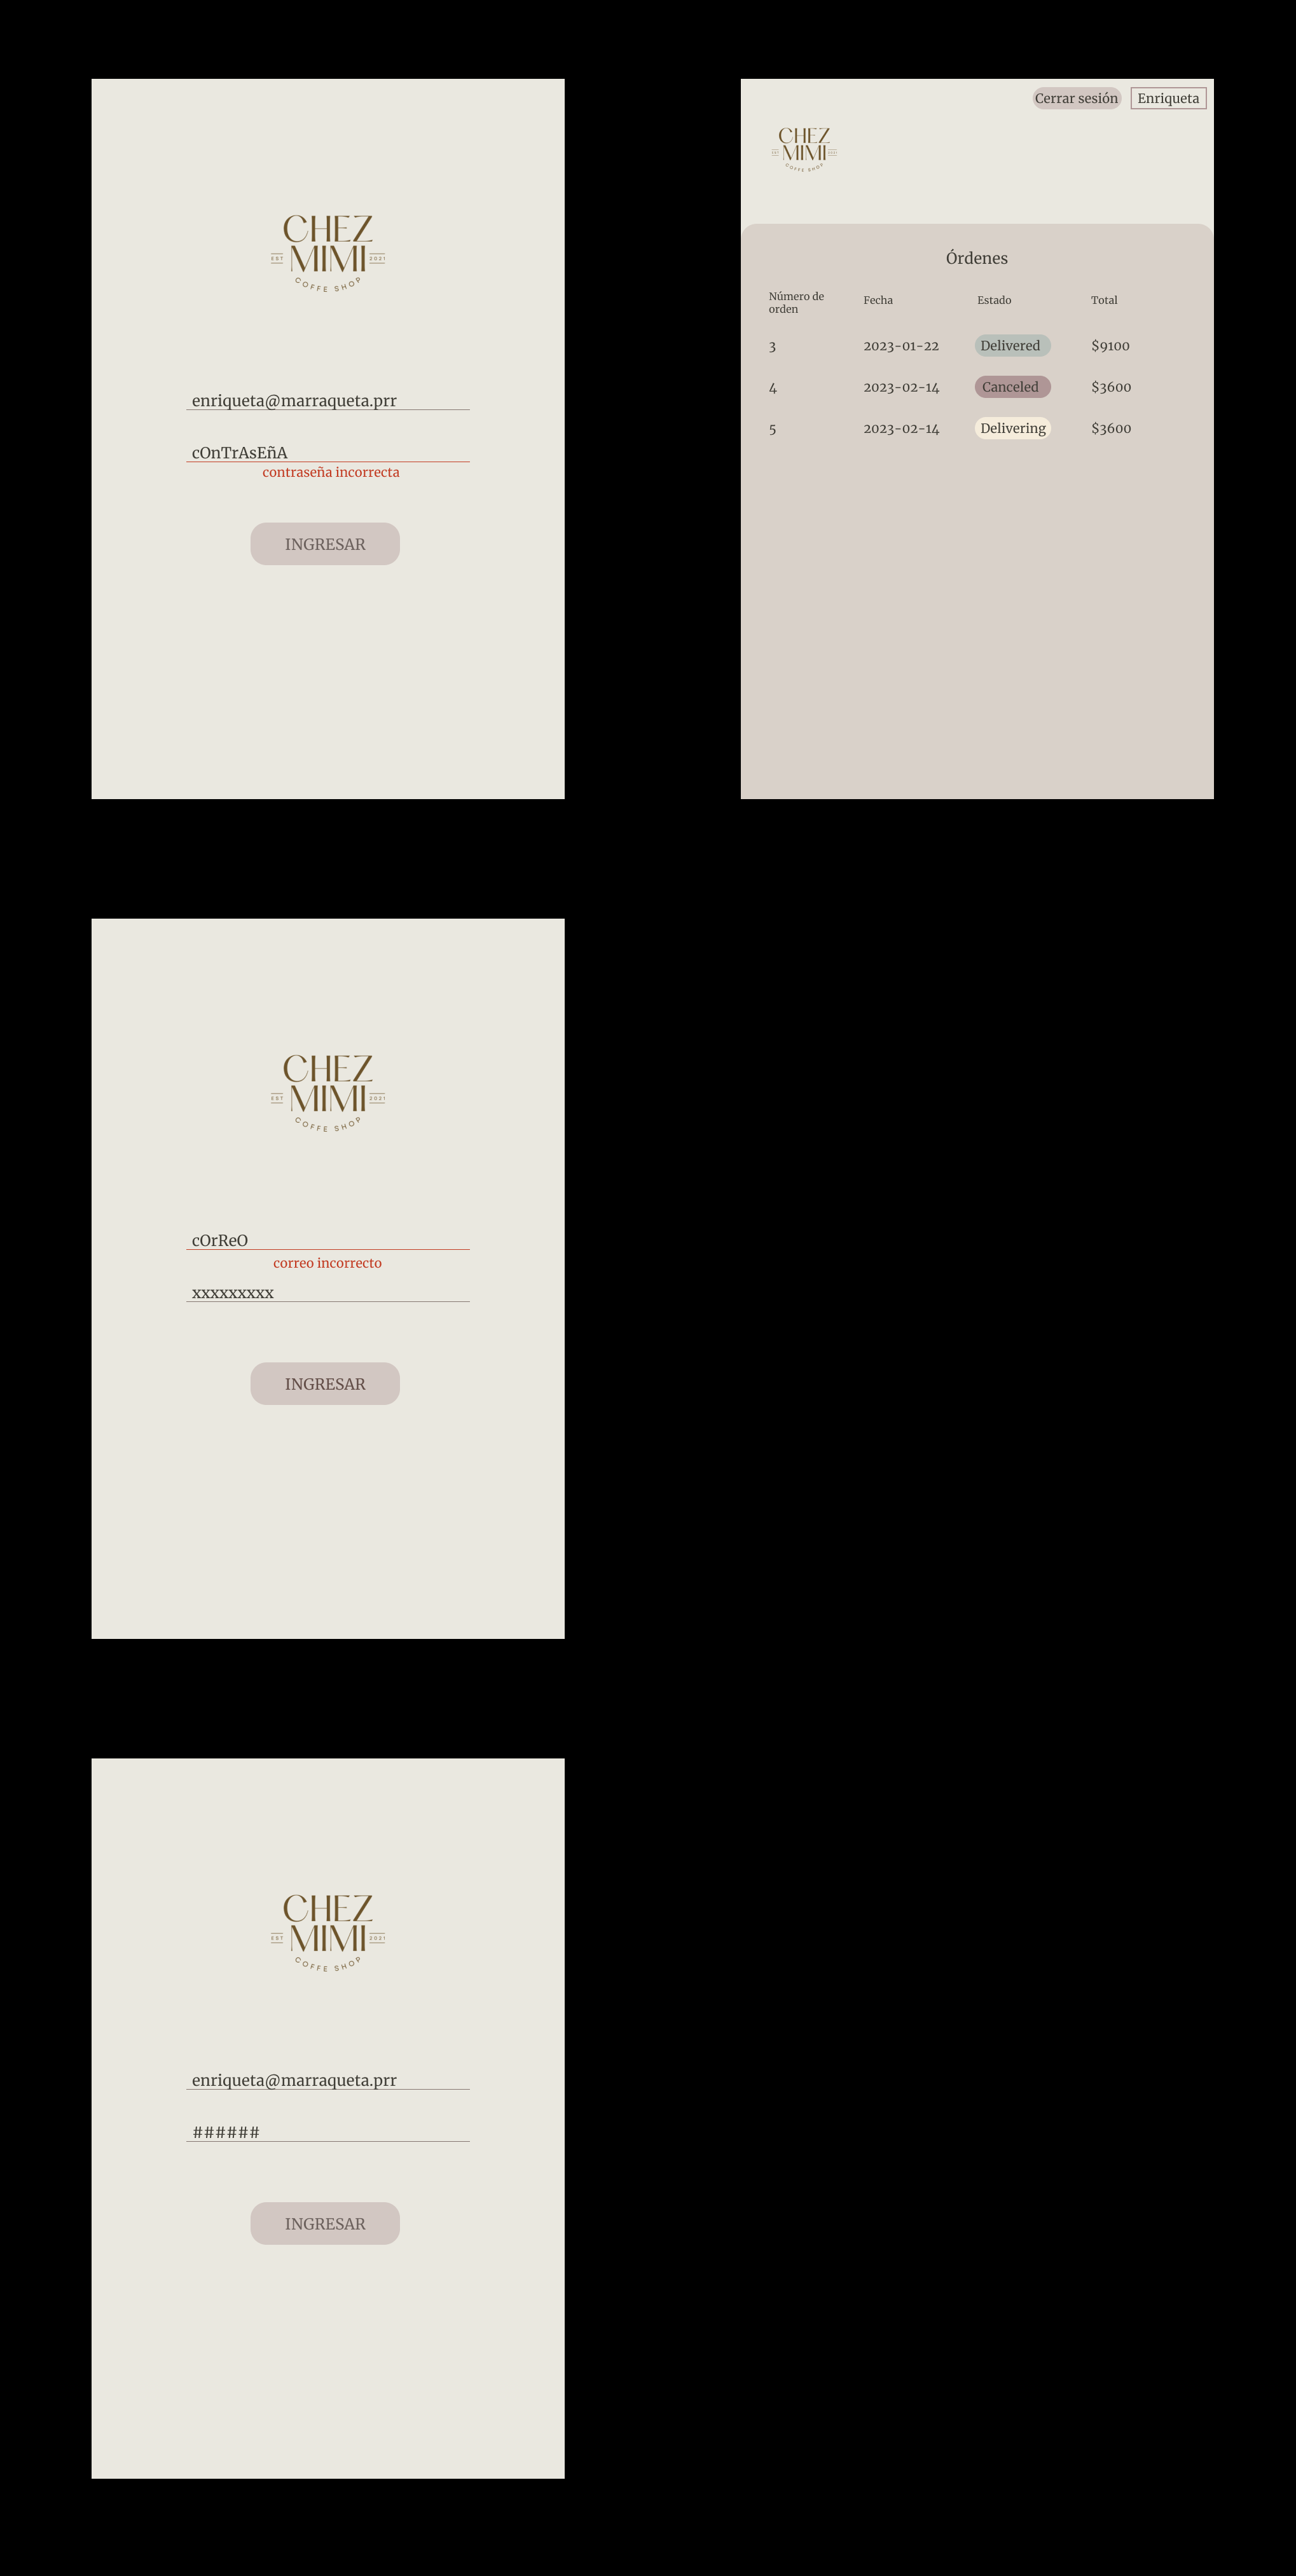 CHEZ
EST MIMI 2021
COFFE SHOP
enriqueta@marraqueta.prr
cOnTrAsEñA
contraseña incorrecta
INGRESAR
Cerrar sesión Enriqueta
CHEZ
EST MIMI 2021
COFFE SHOP
Órdenes
Número de orden Fecha Estado Total
3 2023-01-22 Delivered $9100
4 2023-02-14 Canceled $3600
5 2023-02-14 Delivering $3600
CHEZ
EST MIMI 2021
COFFE SHOP
cOrReO
correo incorrecto
xxxxxxxxx
INGRESAR
CHEZ
EST MIMI 2021
COFFE SHOP
enriqueta@marraqueta.prr
######
INGRESAR